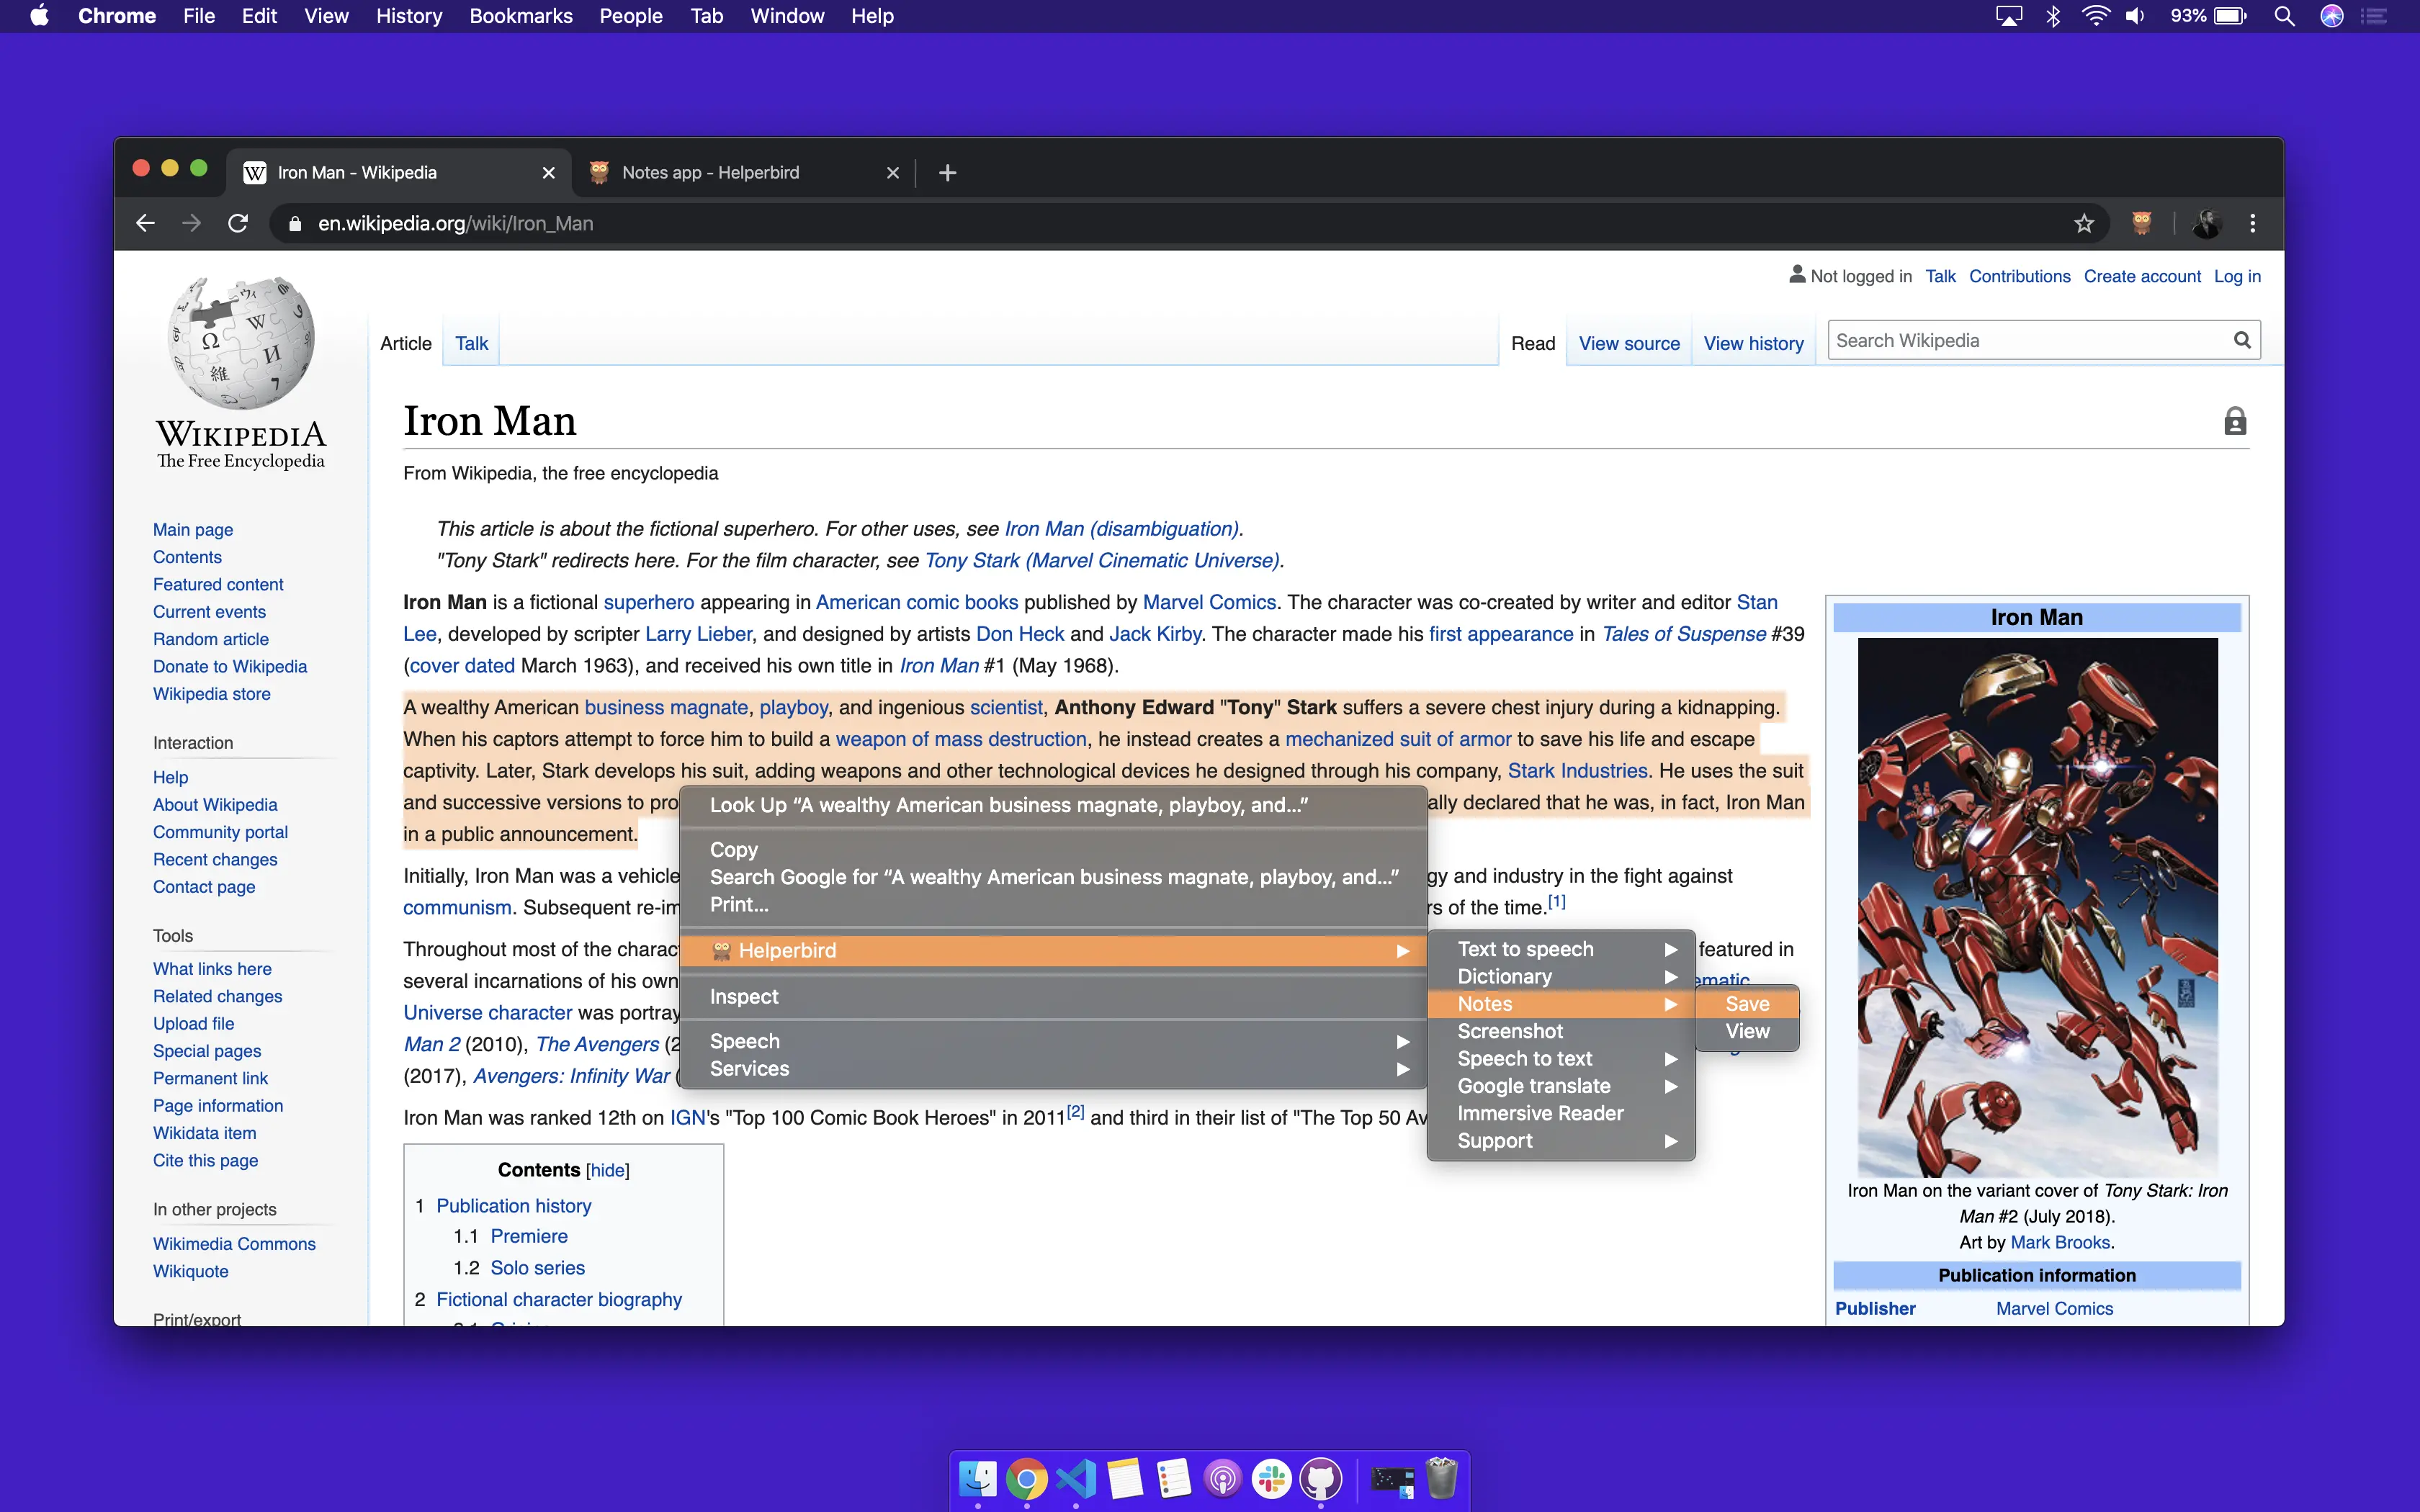 Chrome File Edit View History Bookmarks People Tab Window Help 93%
Iron Man - Wikipedia
Notes app - Helperbird
en.wikipedia.org/wiki/Iron_Man
Not logged in Talk Contributions Create account Log in
Article Talk
Read View source View history Search Wikipedia
WIKIPEDIA
The Free Encyclopedia
Main page
Contents
Featured content
Current events
Random article
Donate to Wikipedia
Wikipedia store
Interaction
Help
About Wikipedia
Community portal
Recent changes
Contact page
Tools
What links here
Related changes
Upload file
Special pages
Permanent link
Page information
Wikidata item
Cite this page
In other projects
Wikimedia Commons
Wikiquote
Print/export
Iron Man
From Wikipedia, the free encyclopedia
This article is about the fictional superhero. For other uses, see Iron Man (disambiguation).
"Tony Stark" redirects here. For the film character, see Tony Stark (Marvel Cinematic Universe).
Iron Man is a fictional superhero appearing in American comic books published by Marvel Comics. The character was co-created by writer and editor Stan
Lee, developed by scripter Larry Lieber, and designed by artists Don Heck and Jack Kirby. The character made his first appearance in Tales of Suspense #39
(cover dated March 1963), and received his own title in Iron Man #1 (May 1968).
A wealthy American business magnate, playboy, and ingenious scientist, Anthony Edward "Tony" Stark suffers a severe chest injury during a kidnapping.
When his captors attempt to force him to build a weapon of mass destruction, he instead creates a mechanized suit of armor to save his life and escape
captivity. Later, Stark develops his suit, adding weapons and other technological devices he designed through his company, Stark Industries. He uses the suit
and successive versions to pro ally declared that he was, in fact, Iron Man
in a public announcement.
Initially, Iron Man was a vehicle gy and industry in the fight against
communism. Subsequent re-im rs of the time.[1]
Throughout most of the charac featured in
several incarnations of his own ematic
Universe character was portray
Man 2 (2010), The Avengers (2
(2017), Avengers: Infinity War (
Iron Man was ranked 12th on IGN's "Top 100 Comic Book Heroes" in 2011[2] and third in their list of "The Top 50 Av
Look Up “A wealthy American business magnate, playboy, and...”
Copy
Search Google for “A wealthy American business magnate, playboy, and...”
Print...
Helperbird
Inspect
Speech
Services
Text to speech
Dictionary
Notes
Screenshot
Speech to text
Google translate
Immersive Reader
Support
Save
View
Contents [hide]
1 Publication history
1.1 Premiere
1.2 Solo series
2 Fictional character biography
Iron Man
Iron Man on the variant cover of Tony Stark: Iron
Man #2 (July 2018).
Art by Mark Brooks.
Publication information
Publisher Marvel Comics